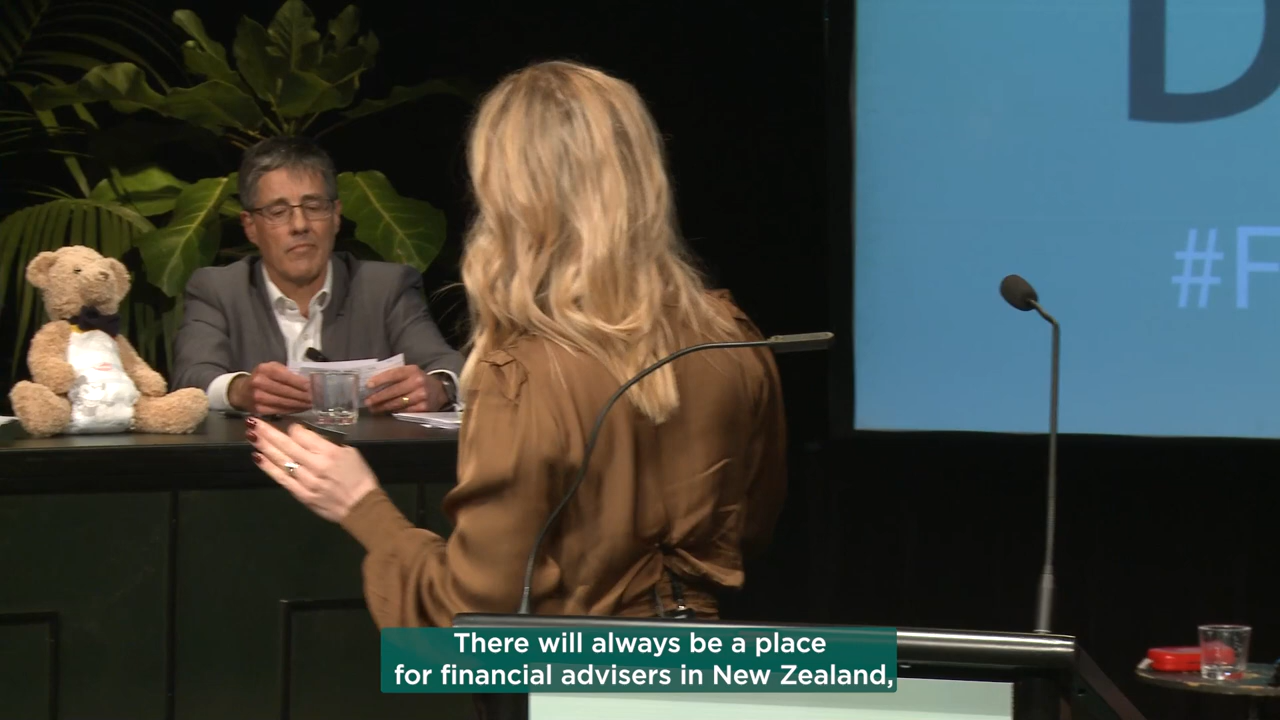 D
#F
There will always be a place
for financial advisers in New Zealand,